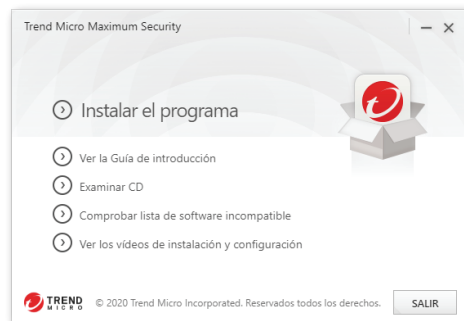 Trend Micro Maximum Security
Instalar el programa
Ver la Guía de introducción
Examinar CD
Comprobar lista de software incompatible
Ver los vídeos de instalación y configuración
TREND
MICRO
© 2020 Trend Micro Incorporated. Reservados todos los derechos.
SALIR